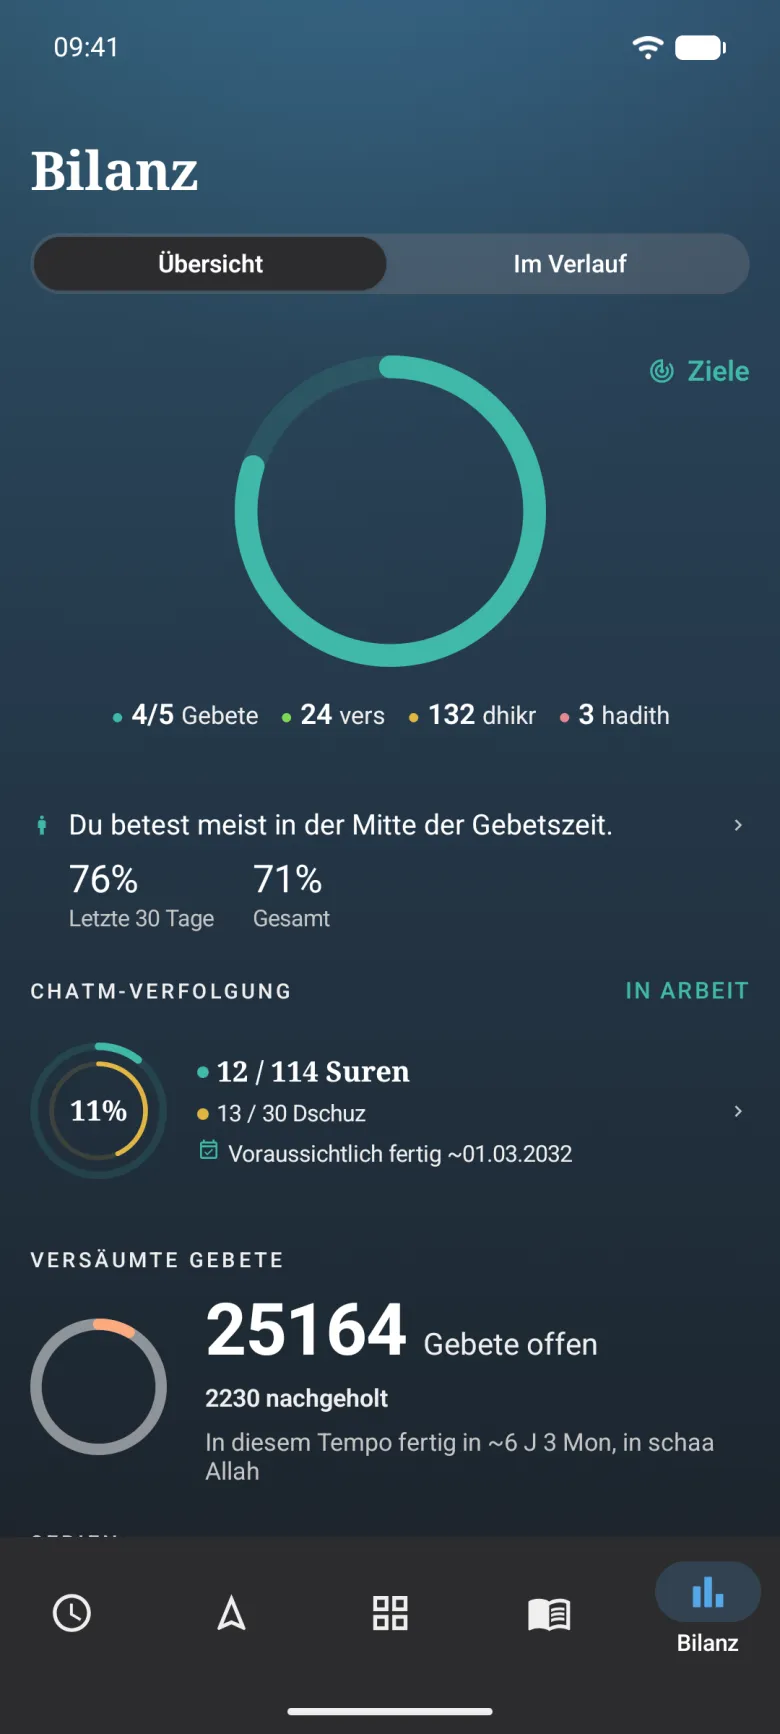 09:41
Bilanz
Übersicht
Im Verlauf
Ziele
4/5 Gebete 24 vers 132 dhikr 3 hadith
Du betest meist in der Mitte der Gebetszeit.
76% 71%
Letzte 30 Tage Gesamt
CHATM-VERFOLGUNG IN ARBEIT
11%
12 / 114 Suren
13 / 30 Dschuz
Voraussichtlich fertig ~01.03.2032
VERSÄUMTE GEBETE
25164 Gebete offen
2230 nachgeholt
In diesem Tempo fertig in ~6 J 3 Mon, in schaa
Allah
Bilanz